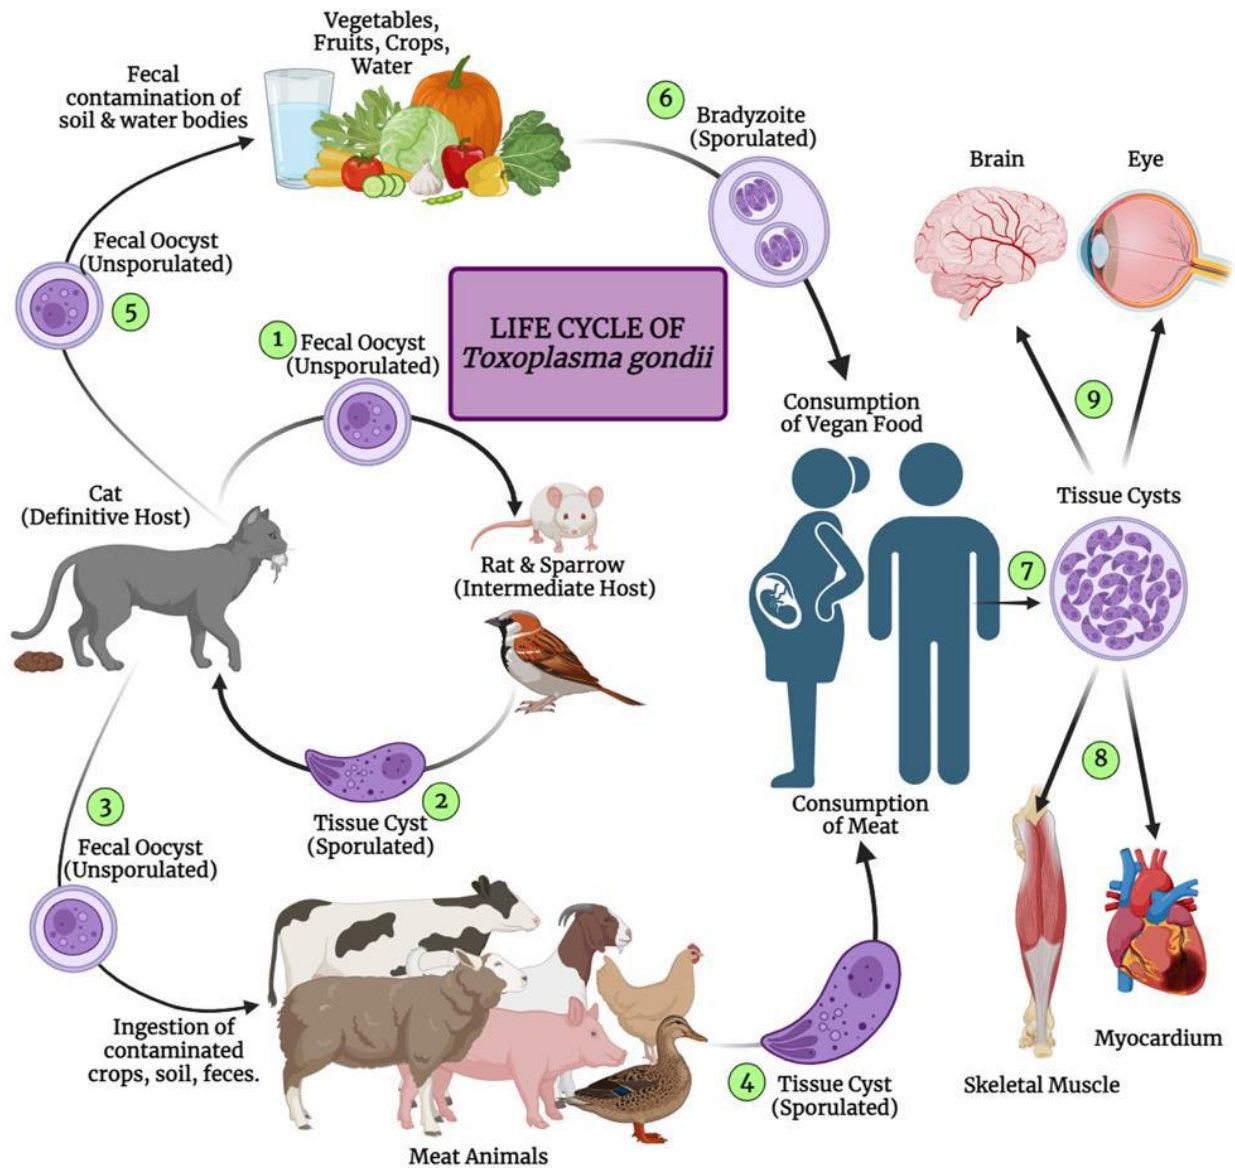 Vegetables,
Fruits, Crops,
Water
Fecal
contamination of
soil & water bodies
6
Bradyzoite
(Sporulated)
Brain
Eye
Fecal Oocyst
(Unsporulated)
5
1
Fecal Oocyst
(Unsporulated)
LIFE CYCLE OF
Toxoplasma gondii
Consumption
of Vegan Food
9
Cat
(Definitive Host)
Tissue Cysts
Rat & Sparrow
(Intermediate Host)
7
3
Fecal Oocyst
(Unsporulated)
2
Tissue Cyst
(Sporulated)
Consumption
of Meat
8
Ingestion of
contaminated
crops, soil, feces.
Meat Animals
4
Tissue Cyst
(Sporulated)
Skeletal Muscle
Myocardium